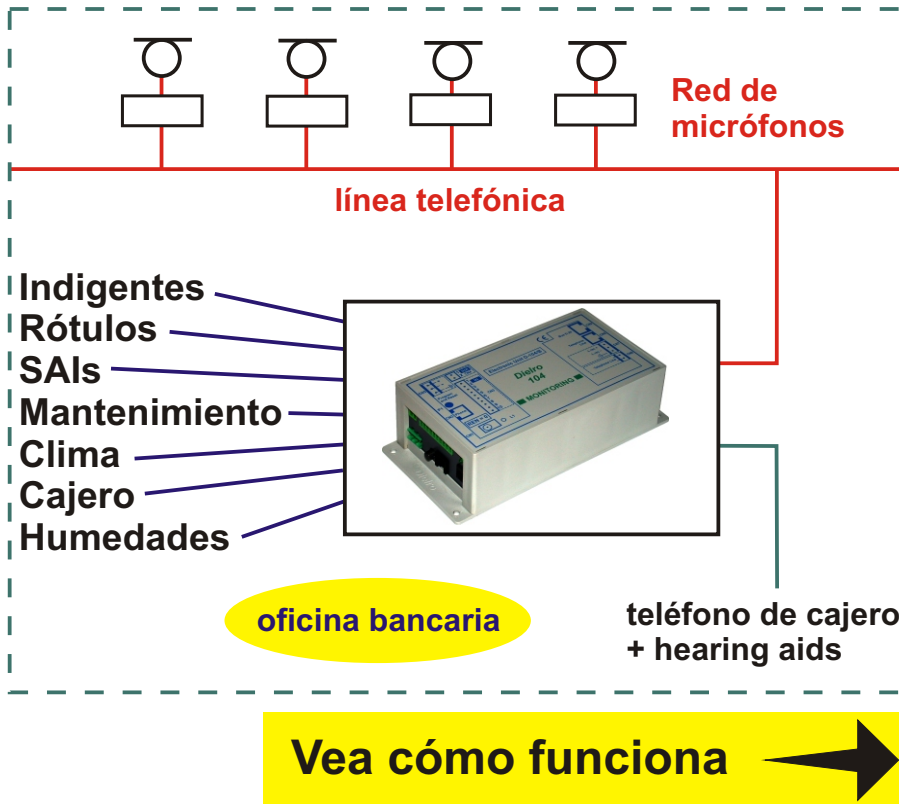 Red de
micrófonos
línea telefónica
Indigentes
Rótulos
SAIs
Mantenimiento
Clima
Cajero
Humedades
Disiro
104
MONITORING
oficina bancaria
teléfono de cajero
+ hearing aids
Vea cómo funciona